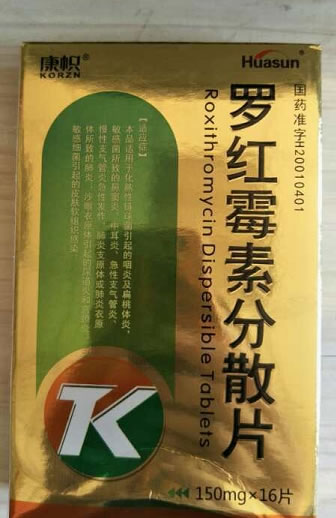 康帜®
KORZN
Huasun®
国药准字H20010401
罗红霉素分散片
Roxithromycin Dispersible Tablets
【适应症】
本品适用于化脓性链球菌引起的咽炎及扁桃体炎，
敏感菌所致的鼻窦炎、中耳炎、急性支气管炎、
慢性支气管炎急性发作，肺炎支原体或肺炎衣原
体所致的肺炎；沙眼衣原体引起的尿道炎和宫颈炎；
敏感细菌引起的皮肤软组织感染。
K
150mg×16片